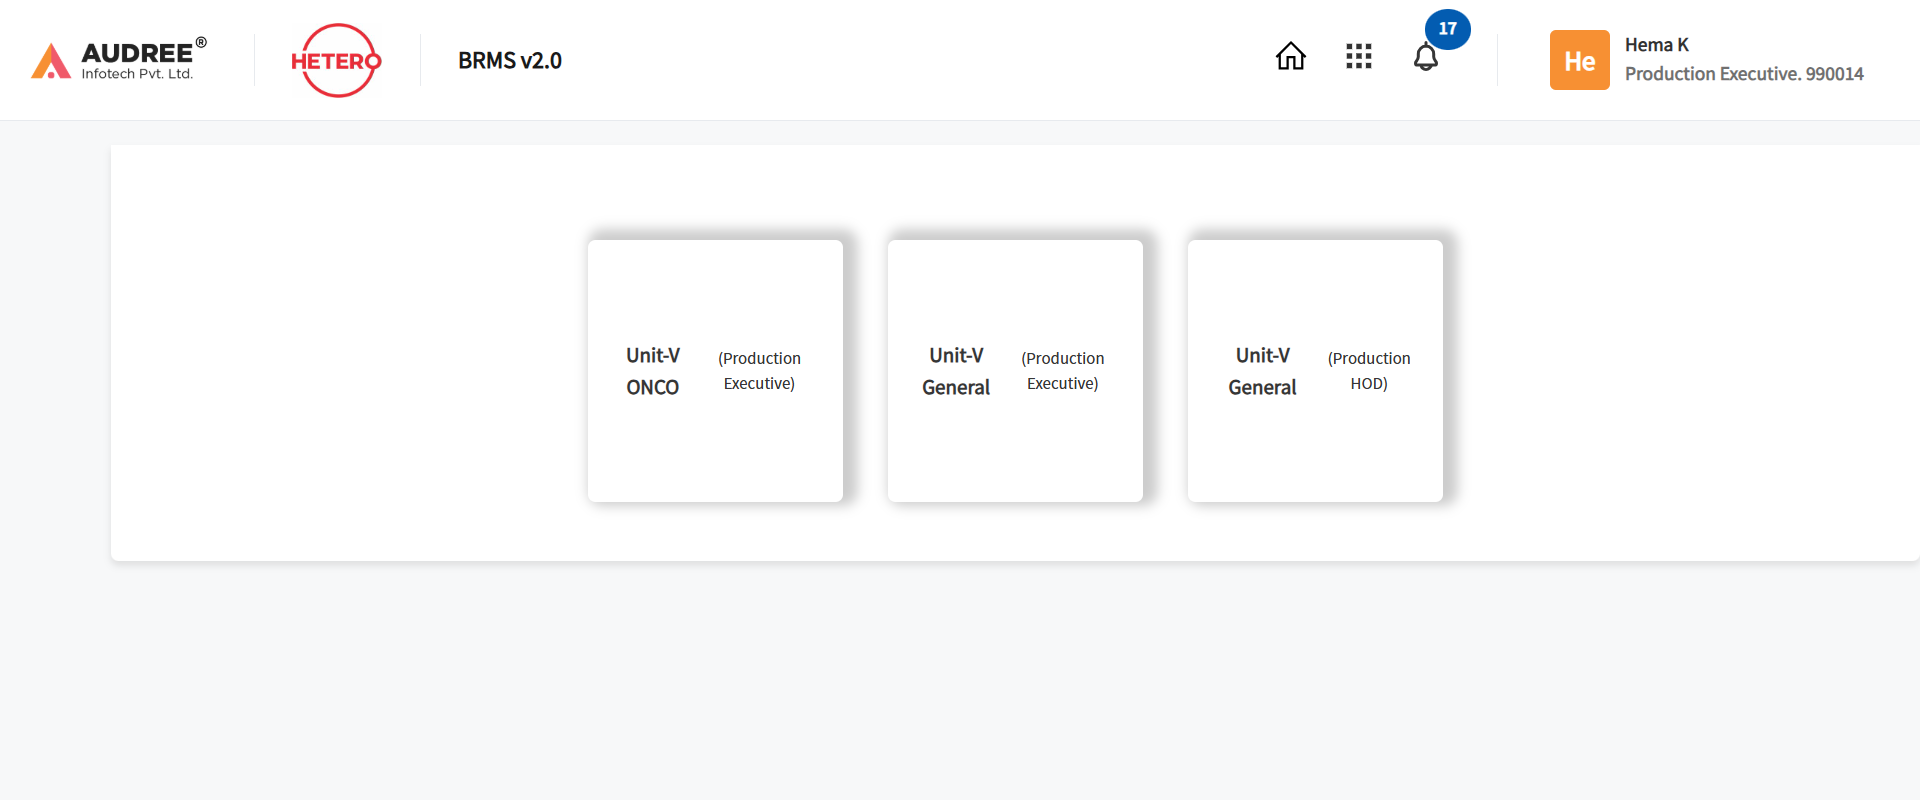 AUDREE®
Infotech Pvt. Ltd.
HETERO
BRMS v2.0
17
He
Hema K
Production Executive. 990014
Unit-V
ONCO
(Production
Executive)
Unit-V
General
(Production
Executive)
Unit-V
General
(Production
HOD)